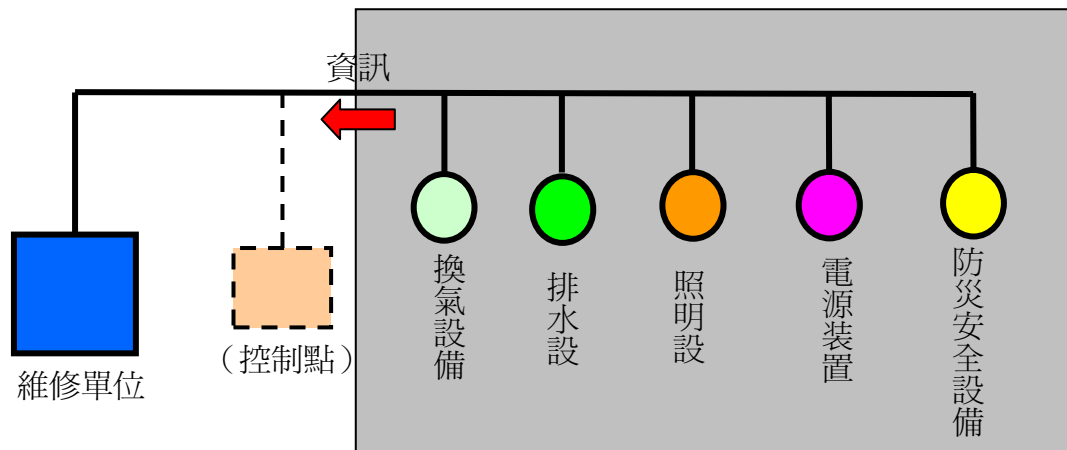 資訊
換氣設備
排水設
照明設
電源装置
防災安全設備
（控制點）
維修單位